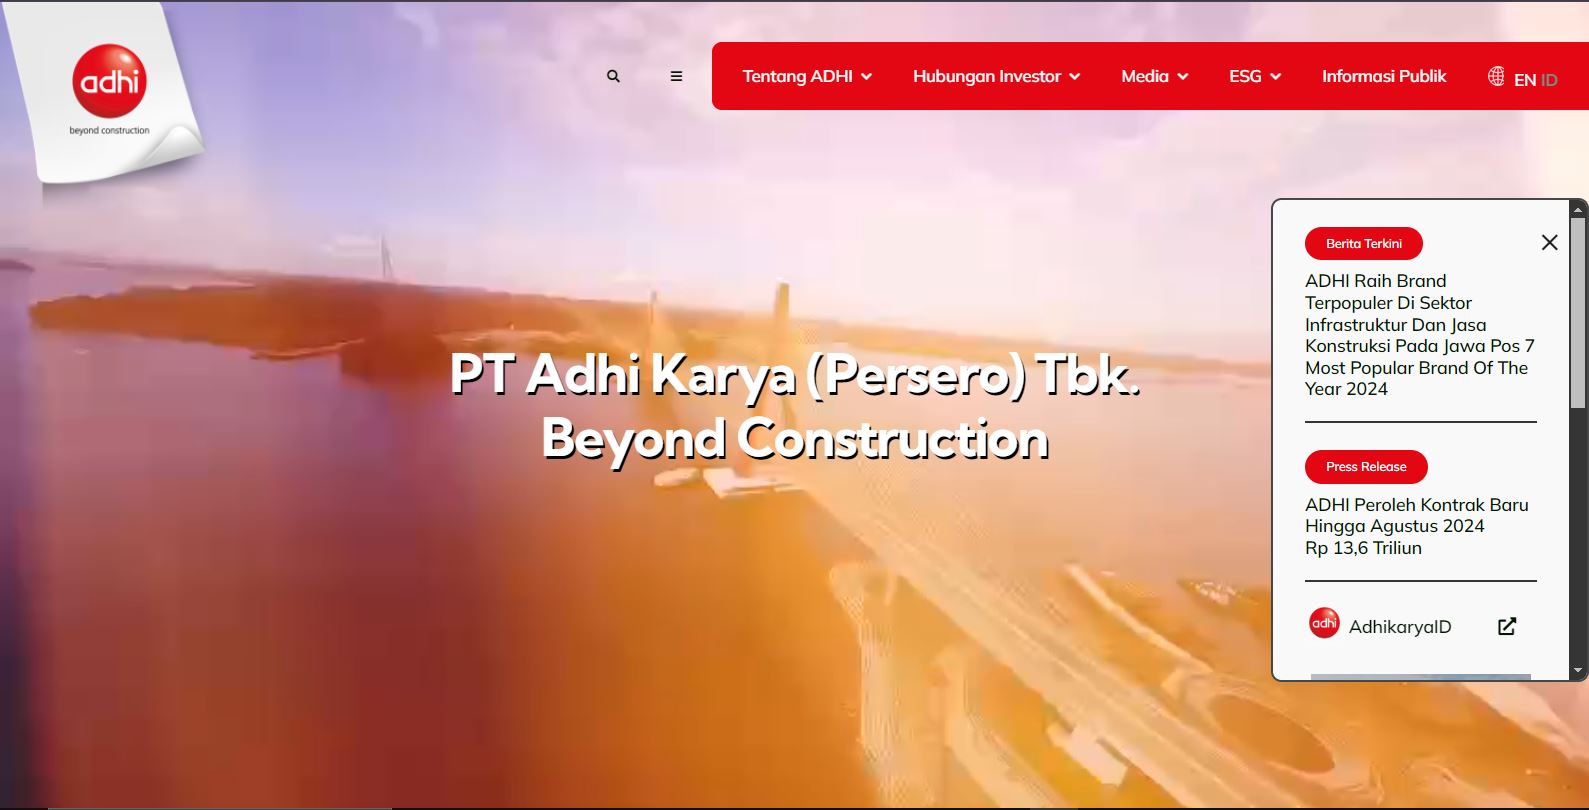 adhi
beyond construction
Tentang ADHI
Hubungan Investor
Media
ESG
Informasi Publik
EN ID
PT Adhi Karya (Persero) Tbk.
Beyond Construction
Berita Terkini
ADHI Raih Brand
Terpopuler Di Sektor
Infrastruktur Dan Jasa
Konstruksi Pada Jawa Pos 7
Most Popular Brand Of The
Year 2024
Press Release
ADHI Peroleh Kontrak Baru
Hingga Agustus 2024
Rp 13,6 Triliun
adhi
AdhikaryaID